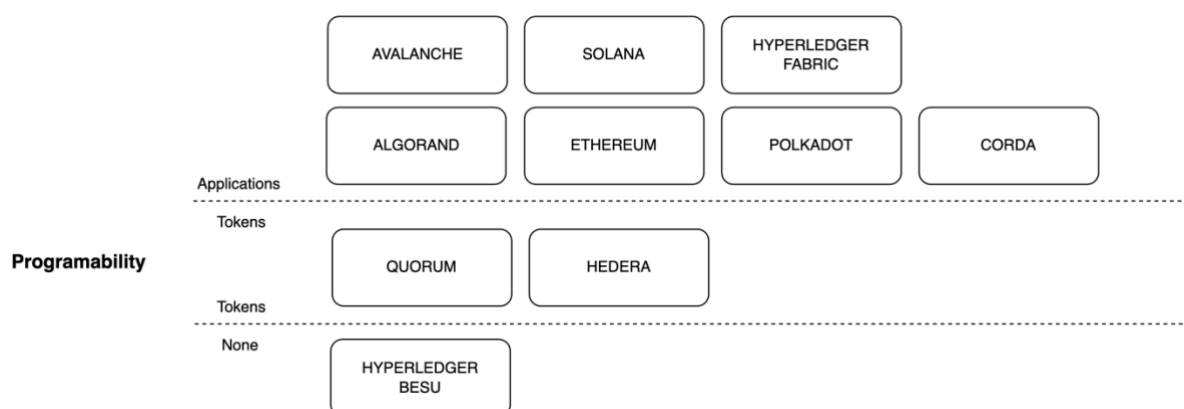 AVALANCHE
SOLANA
HYPERLEDGER
FABRIC
ALGORAND
ETHEREUM
POLKADOT
CORDA
Applications
Tokens
Programability
QUORUM
HEDERA
Tokens
None
HYPERLEDGER
BESU